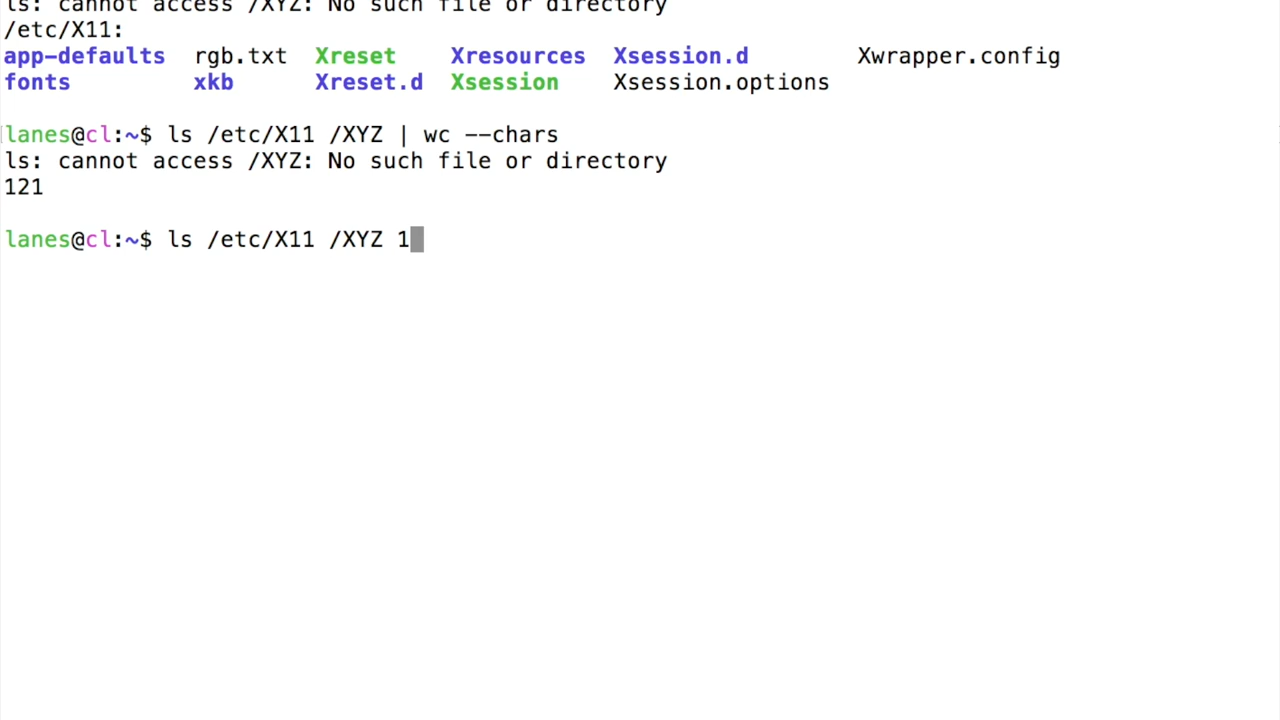 ls: cannot access /XYZ: No such file or directory
/etc/X11:
app-defaults rgb.txt Xreset Xresources Xsession.d Xwrapper.config
fonts xkb Xreset.d Xsession Xsession.options
lanes@cl:~$ ls /etc/X11 /XYZ | wc --chars
ls: cannot access /XYZ: No such file or directory
121
lanes@cl:~$ ls /etc/X11 /XYZ 1